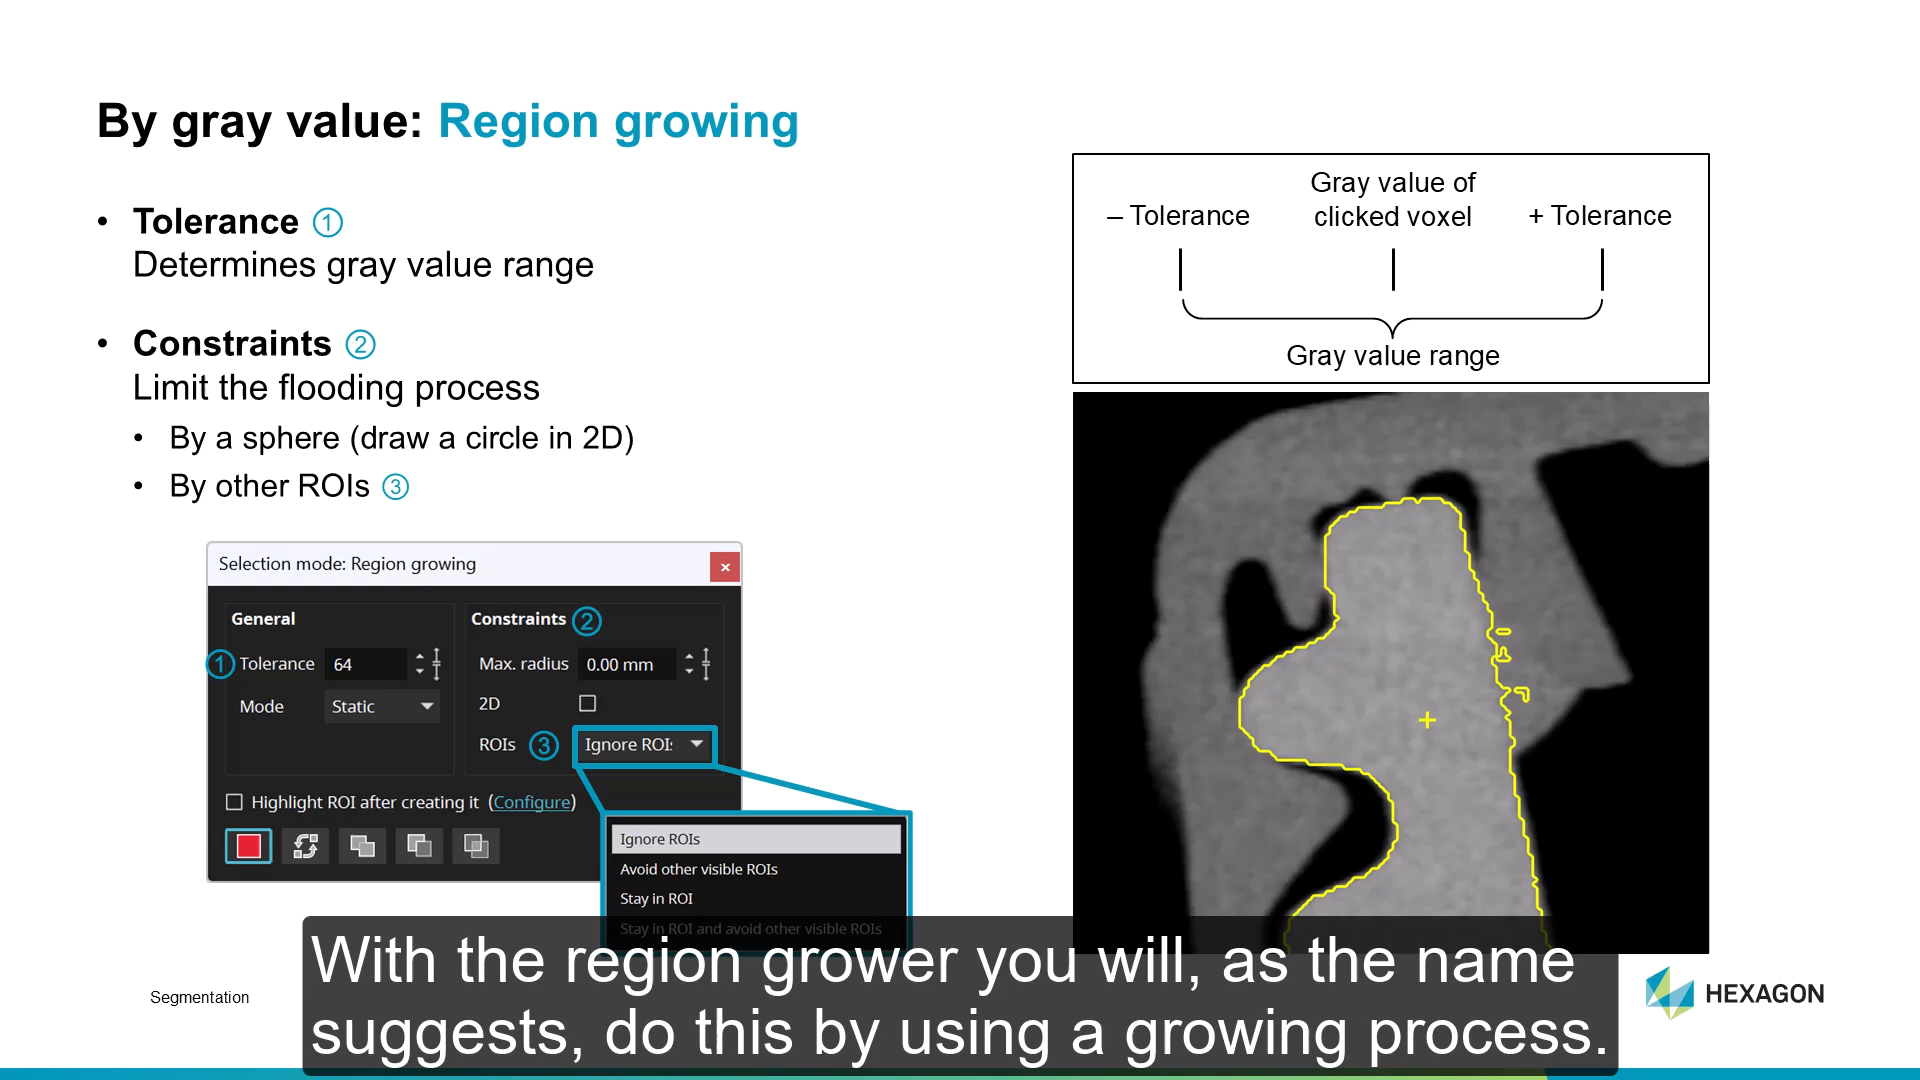 By gray value: Region growing
• Tolerance ①
Determines gray value range
• Constraints ②
Limit the flooding process
• By a sphere (draw a circle in 2D)
• By other ROIs ③
– Tolerance
Gray value of
clicked voxel
+ Tolerance
Gray value range
Selection mode: Region growing
General
① Tolerance 64
Mode Static
Constraints ②
Max. radius 0.00 mm
2D
ROIs ③ Ignore ROI
Highlight ROI after creating it (Configure)
Ignore ROIs
Avoid other visible ROIs
Stay in ROI
Stay in ROI and avoid other visible ROIs
With the region grower you will, as the name
suggests, do this by using a growing process.
Segmentation
HEXAGON